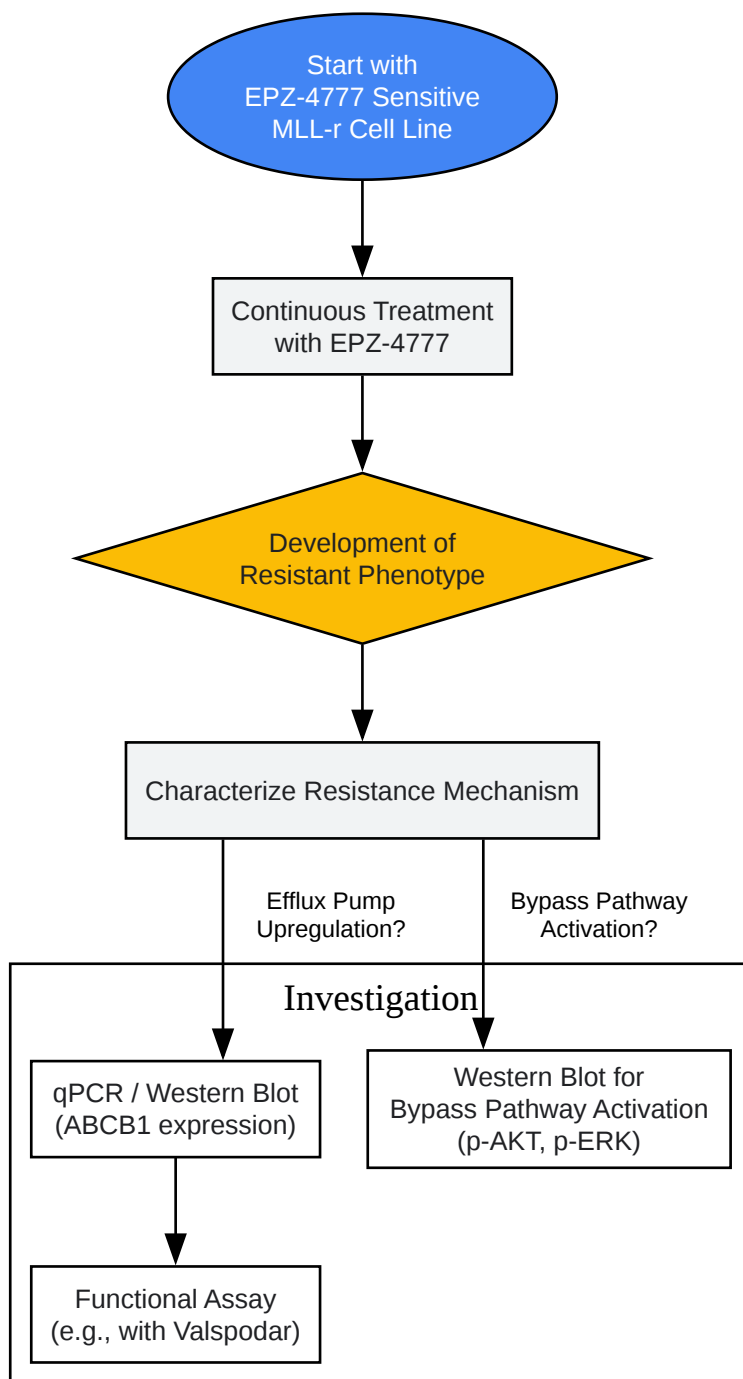 Start with
EPZ-4777 Sensitive
MLL-r Cell Line
Continuous Treatment
with EPZ-4777
Development of
Resistant Phenotype
Characterize Resistance Mechanism
Efflux Pump
Upregulation?
Bypass Pathway
Activation?
Investigation
qPCR / Western Blot
(ABCB1 expression)
Western Blot for
Bypass Pathway Activation
(p-AKT, p-ERK)
Functional Assay
(e.g., with Valspodar)